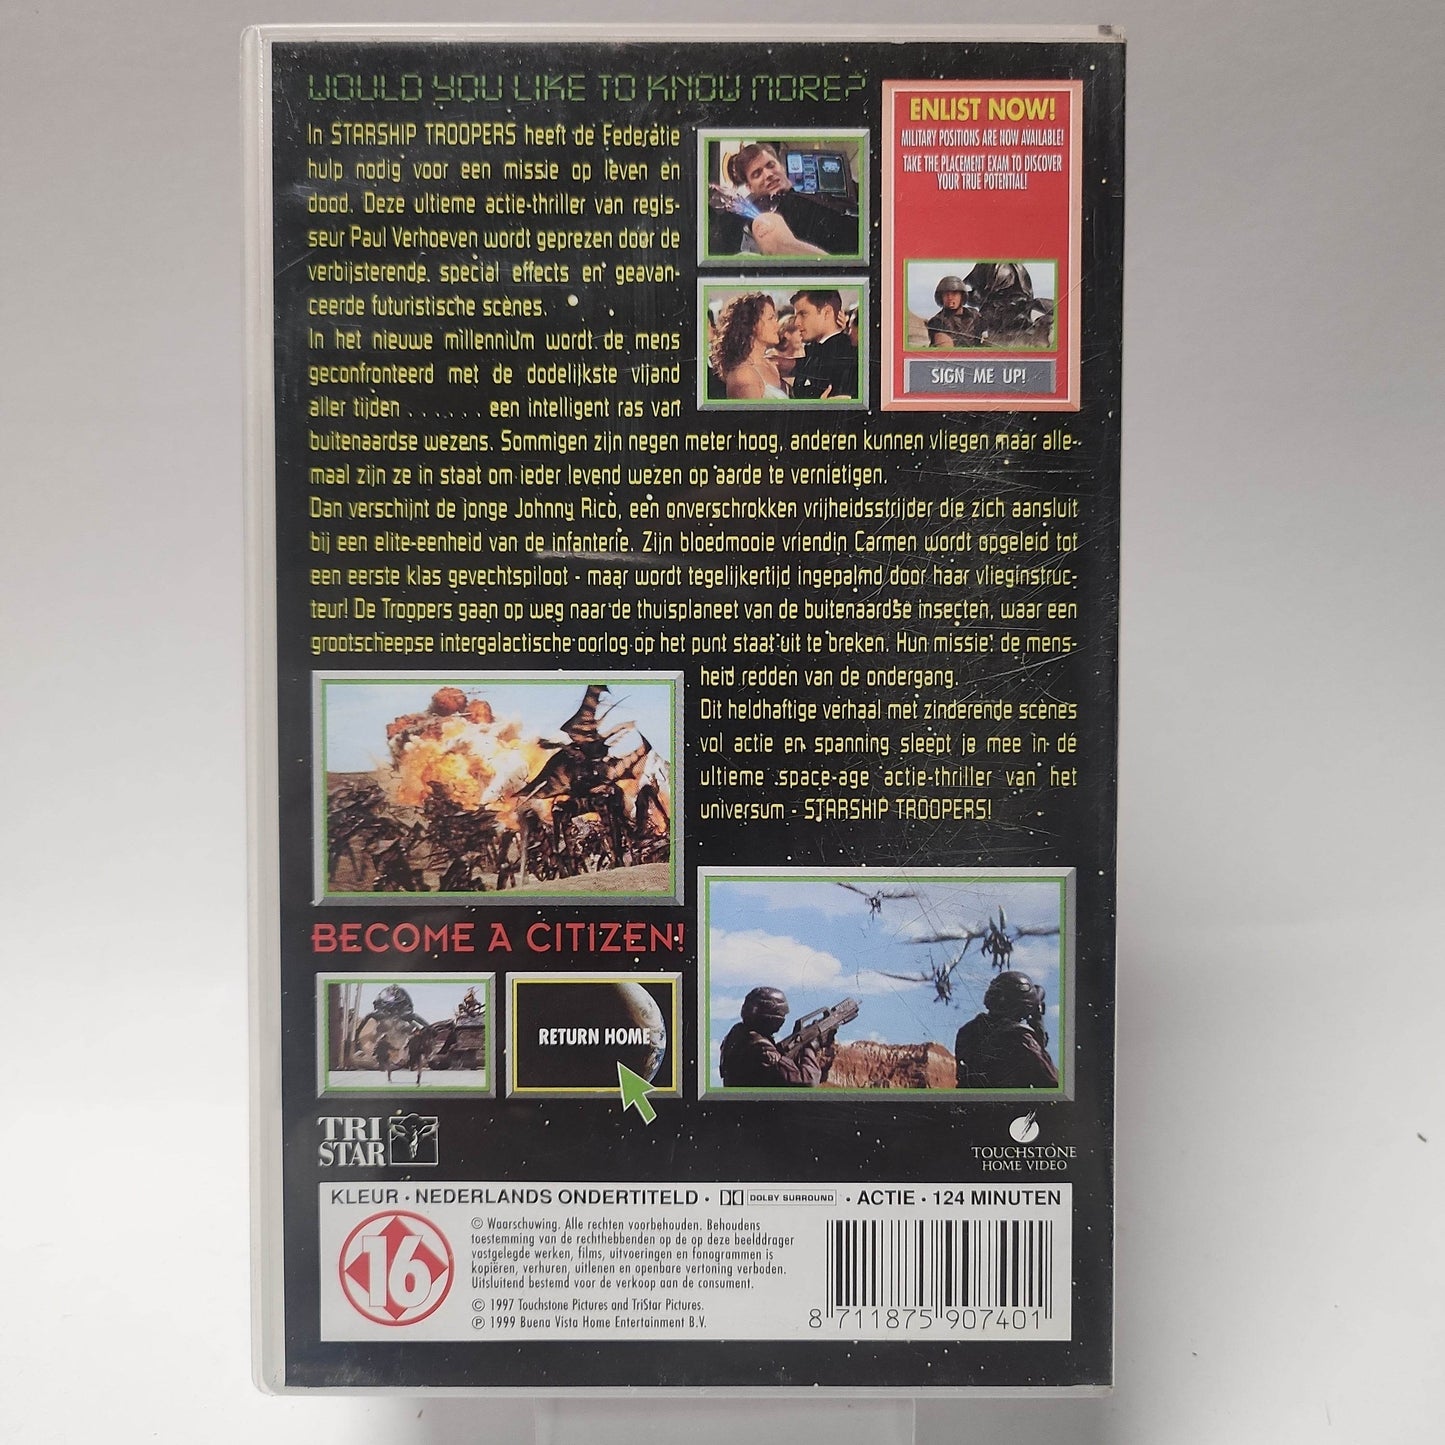 WOULD YOU LIKE TO KNOW MORE?
In STARSHIP TROOPERS heeft de Federatie
hulp nodig voor een missie op leven en
dood. Deze ultieme actie-thriller van regis-
seur Paul Verhoeven wordt geprezen door de
verbijsterende special effects en geavan-
ceerde futuristische scènes.
In het nieuwe millennium wordt de mens
geconfronteerd met de dodelijkste vijand
aller tijden . . . . . . een intelligent ras van
buitenaardse wezens. Sommigen zijn negen meter hoog, anderen kunnen vliegen maar alle-
maal zijn ze in staat om ieder levend wezen op aarde te vernietigen.
Dan verschijnt de jonge Johnny Rico, een onverschrokken vrijheidsstrijder die zich aansluit
bij een elite-eenheid van de infanterie. Zijn bloedmooie vriendin Carmen wordt opgeleid tot
een eerste klas gevechtspiloot - maar wordt tegelijkertijd ingepalmd door haar vlieginstruc-
teur! De Troopers gaan op weg naar de thuisplaneet van de buitenaardse insecten, waar een
grootscheepse intergalactische oorlog op het punt staat uit te breken. Hun missie: de mens-
heid redden van de ondergang.
Dit heldhaftige verhaal met zinderende scènes
vol actie en spanning sleept je mee in dé
ultieme space-age actie-thriller van het
universum - STARSHIP TROOPERS!
ENLIST NOW!
MILITARY POSITIONS ARE NOW AVAILABLE!
TAKE THE PLACEMENT EXAM TO DISCOVER
YOUR TRUE POTENTIAL!
SIGN ME UP!
BECOME A CITIZEN!
RETURN HOME
TRI
STAR
TOUCHSTONE
HOME VIDEO
KLEUR • NEDERLANDS ONDERTITELD • DOLBY SURROUND • ACTIE • 124 MINUTEN
16
© Waarschuwing. Alle rechten voorbehouden. Behoudens
toestemming van de rechthebbenden op de op deze beelddrager
vastgelegde werken, films, uitvoeringen en fonogrammen is
kopiëren, verhuren, uitlenen en openbare vertoning verboden.
Uitsluitend bestemd voor de verkoop aan de consument.
© 1997 Touchstone Pictures and TriStar Pictures.
℗ 1999 Buena Vista Home Entertainment B.V.
8 711875 907401